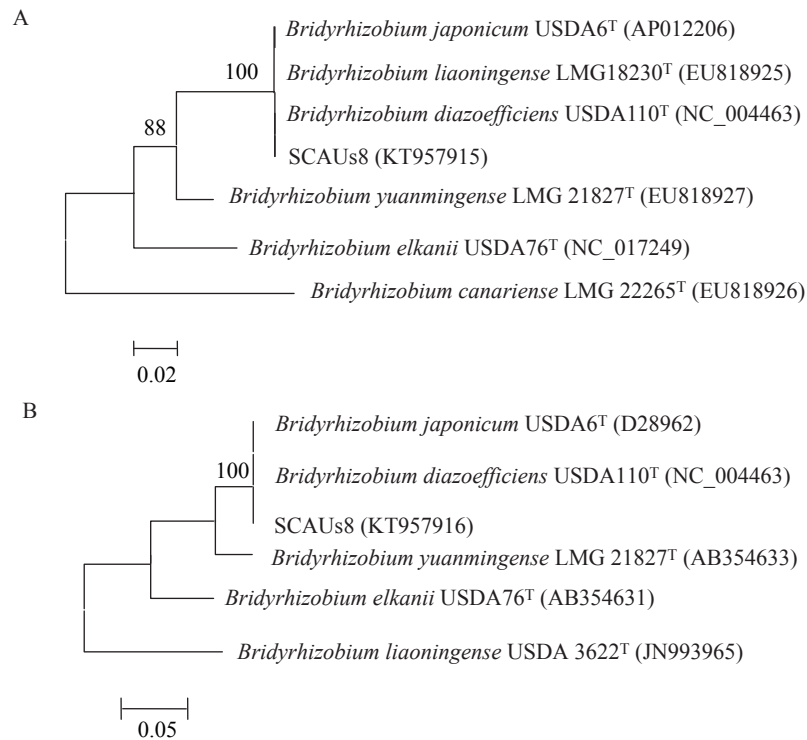 A
Bridyrhizobium japonicum USDA6ᵀ (AP012206)
100
Bridyrhizobium liaoningense LMG18230ᵀ (EU818925)
Bridyrhizobium diazoefficiens USDA110ᵀ (NC_004463)
88
SCAUs8 (KT957915)
Bridyrhizobium yuanmingense LMG 21827ᵀ (EU818927)
Bridyrhizobium elkanii USDA76ᵀ (NC_017249)
Bridyrhizobium canariense LMG 22265ᵀ (EU818926)
0.02
B
Bridyrhizobium japonicum USDA6ᵀ (D28962)
100
Bridyrhizobium diazoefficiens USDA110ᵀ (NC_004463)
SCAUs8 (KT957916)
Bridyrhizobium yuanmingense LMG 21827ᵀ (AB354633)
Bridyrhizobium elkanii USDA76ᵀ (AB354631)
Bridyrhizobium liaoningense USDA 3622ᵀ (JN993965)
0.05